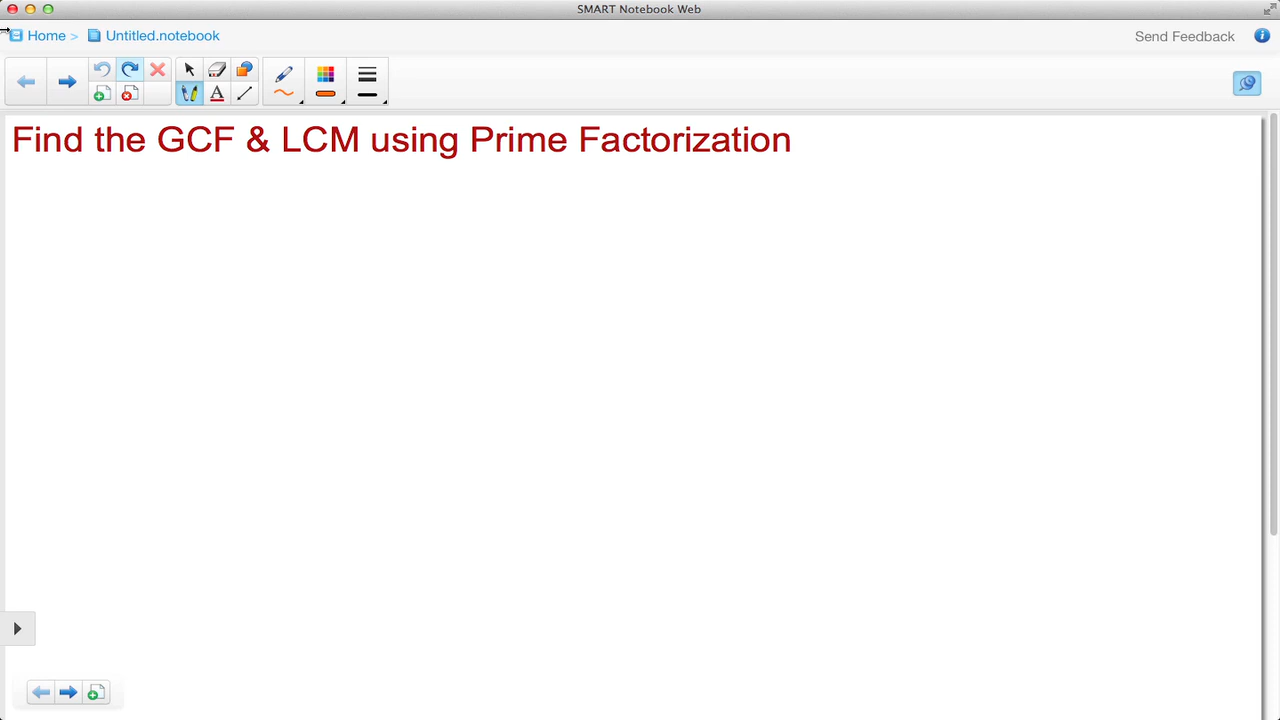 SMART Notebook Web
Home > Untitled.notebook
Send Feedback
Find the GCF & LCM using Prime Factorization